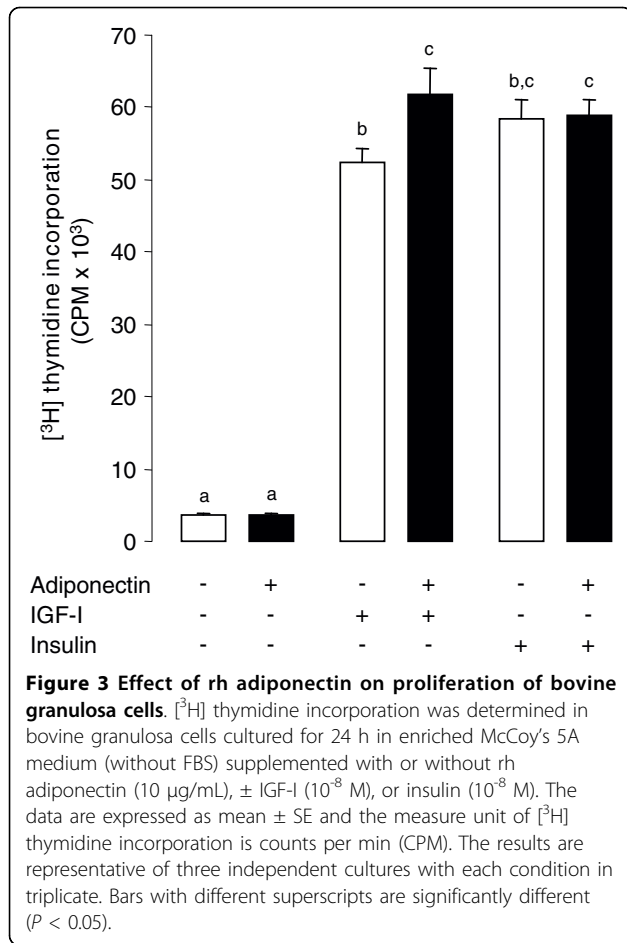 70
60
50
40
30
20
10
0
[³H] thymidine incorporation
(CPM x 10³)
a
a
b
c
b,c
c
Adiponectin - + - + - +
IGF-I - - + + - -
Insulin - - - - + +
Figure 3 Effect of rh adiponectin on proliferation of bovine
granulosa cells. [³H] thymidine incorporation was determined in
bovine granulosa cells cultured for 24 h in enriched McCoy's 5A
medium (without FBS) supplemented with or without rh
adiponectin (10 μg/mL), ± IGF-I (10⁻⁸ M), or insulin (10⁻⁸ M). The
data are expressed as mean ± SE and the measure unit of [³H]
thymidine incorporation is counts per min (CPM). The results are
representative of three independent cultures with each condition in
triplicate. Bars with different superscripts are significantly different
(P < 0.05).